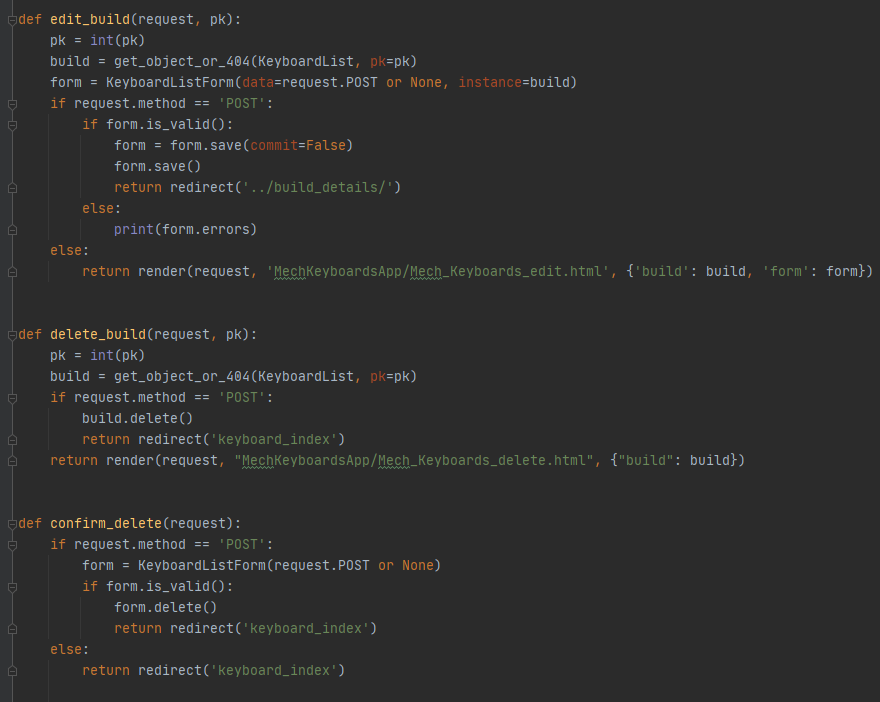 def edit_build(request, pk):
    pk = int(pk)
    build = get_object_or_404(KeyboardList, pk=pk)
    form = KeyboardListForm(data=request.POST or None, instance=build)
    if request.method == 'POST':
        if form.is_valid():
            form = form.save(commit=False)
            form.save()
            return redirect('../build_details/')
        else:
            print(form.errors)
    else:
        return render(request, 'MechKeyboardsApp/Mech_Keyboards_edit.html', {'build': build, 'form': form})
def delete_build(request, pk):
    pk = int(pk)
    build = get_object_or_404(KeyboardList, pk=pk)
    if request.method == 'POST':
        build.delete()
        return redirect('keyboard_index')
    return render(request, "MechKeyboardsApp/Mech_Keyboards_delete.html", {"build": build})
def confirm_delete(request):
    if request.method == 'POST':
        form = KeyboardListForm(request.POST or None)
        if form.is_valid():
            form.delete()
            return redirect('keyboard_index')
    else:
        return redirect('keyboard_index')